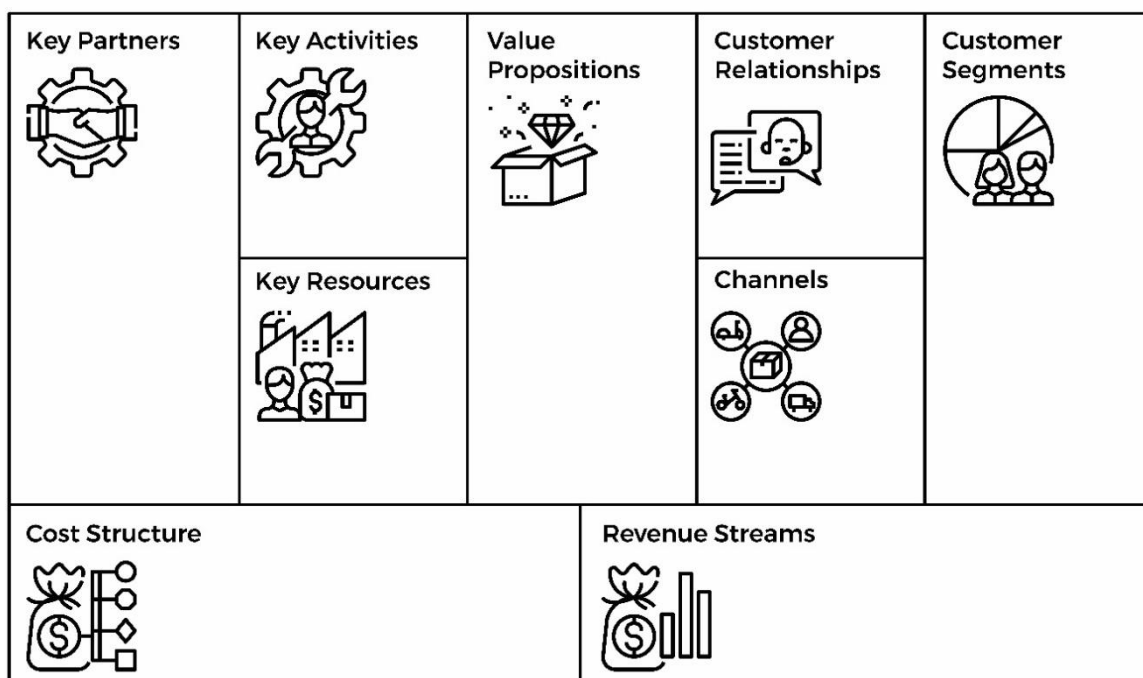 Key Partners
Key Activities
Value
Propositions
Customer
Relationships
Customer
Segments
Key Resources
Channels
Cost Structure
Revenue Streams
$
$
$